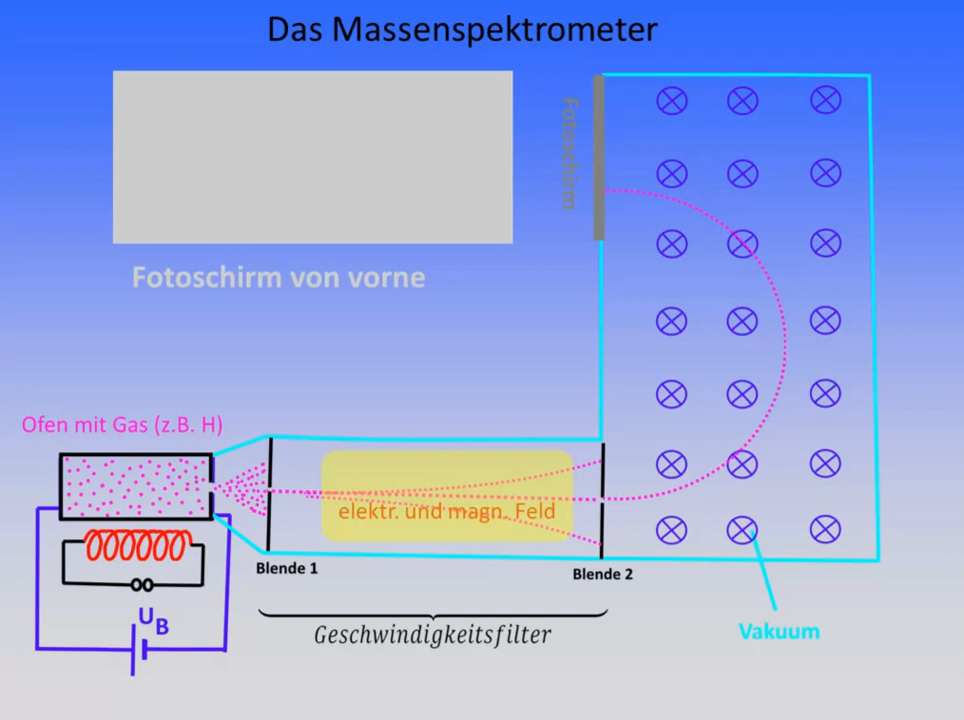 Das Massenspektrometer
Fotoschirm
Fotoschirm von vorne
Ofen mit Gas (z.B. H)
elektr. und magn. Feld
Blende 1
Blende 2
U_B
Geschwindigkeitsfilter
Vakuum